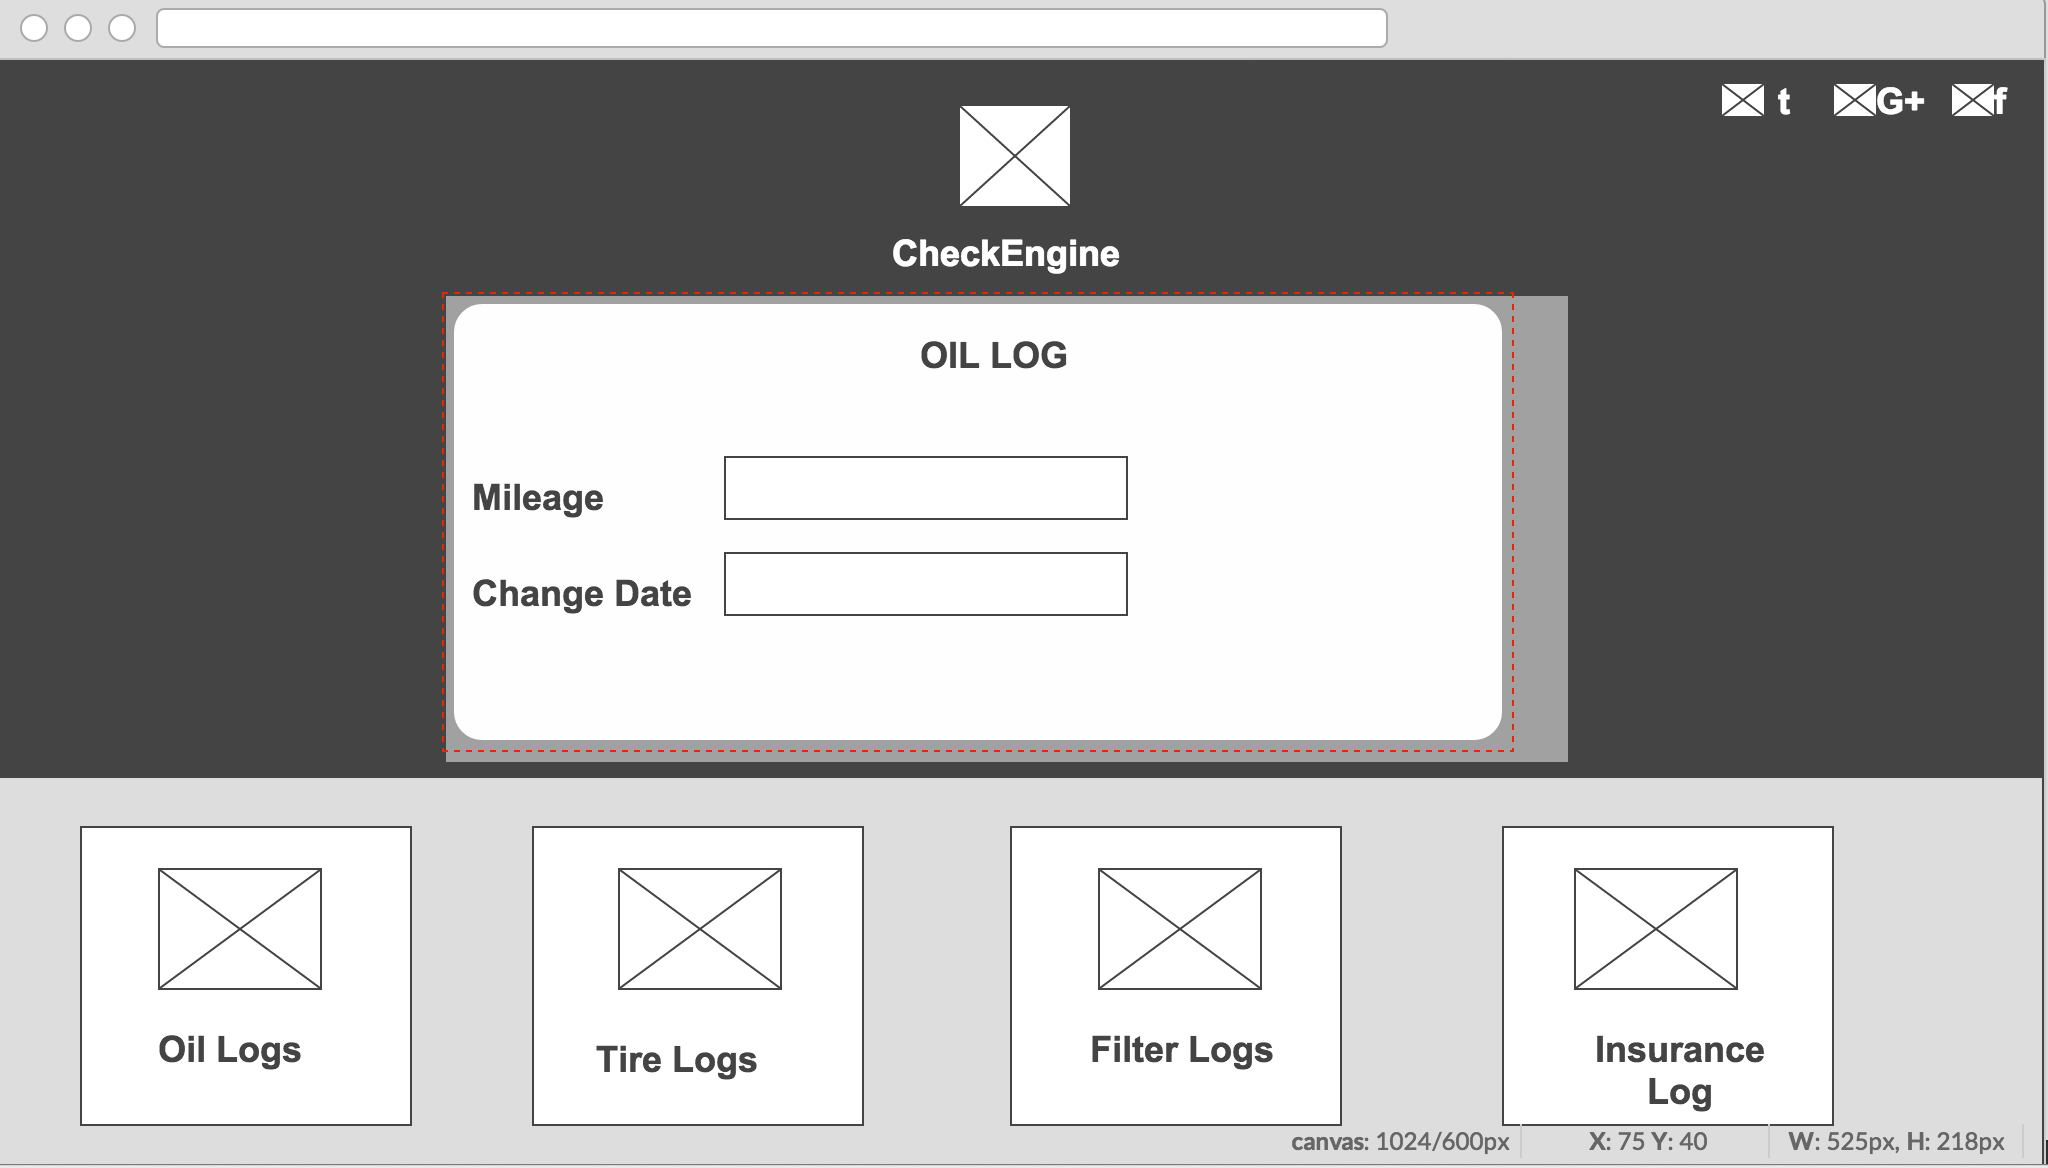 t G+ f
CheckEngine
OIL LOG
Mileage
Change Date
Oil Logs
Tire Logs
Filter Logs
Insurance
Log
canvas: 1024/600px X: 75 Y: 40 W: 525px, H: 218px